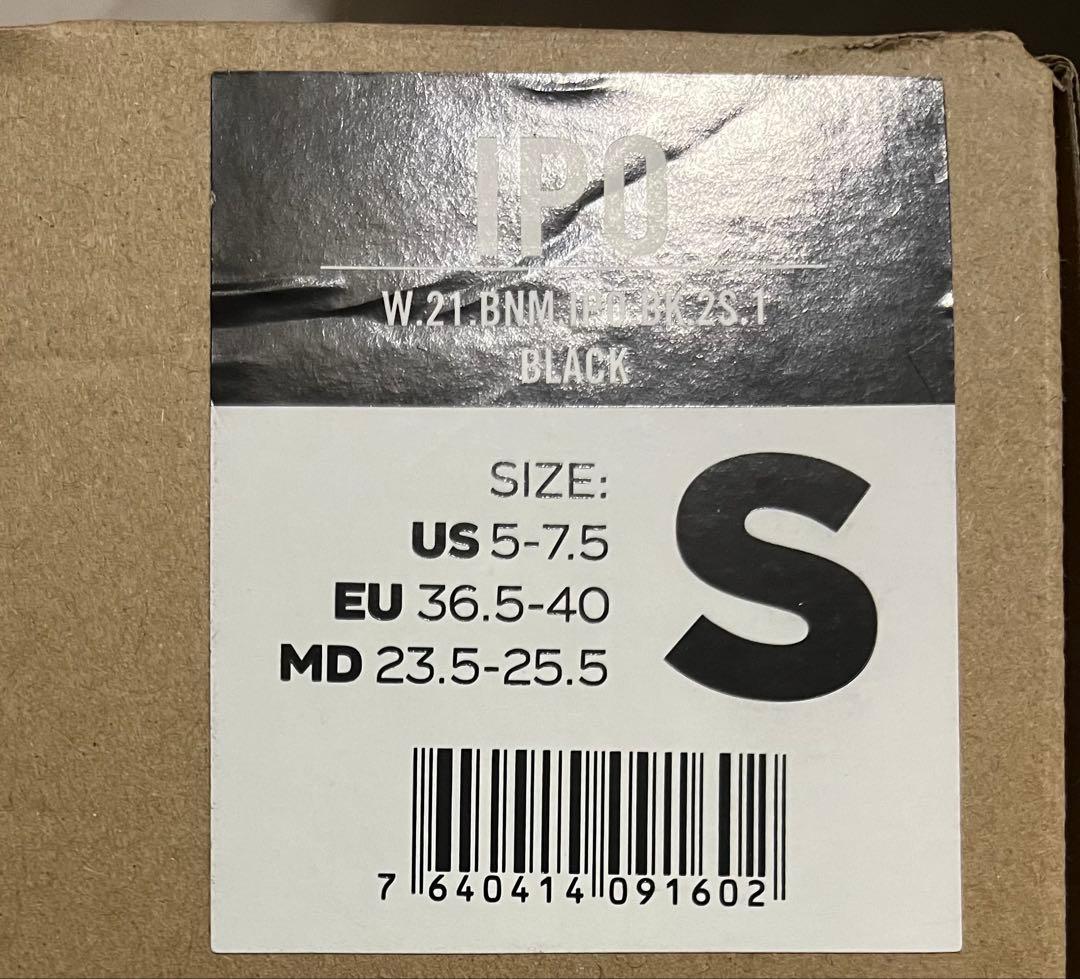 IPO
W.21.BNM.IPO.BK.2S.1
BLACK
SIZE:
US 5-7.5
EU 36.5-40
MD 23.5-25.5
S
7 640414 091602